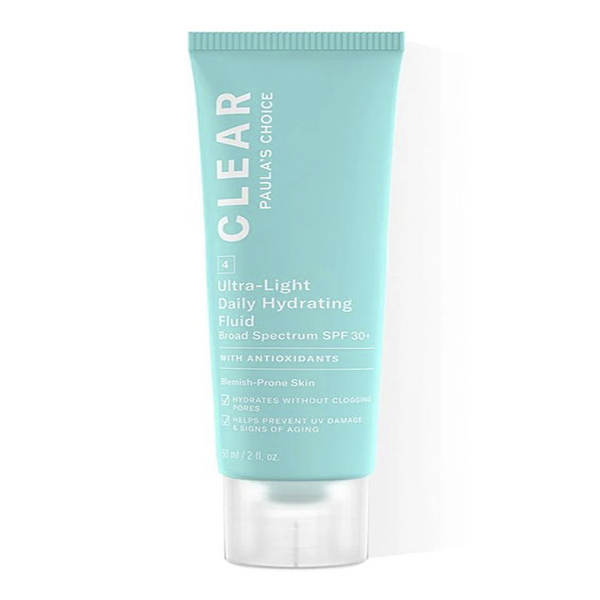 CLEAR
PAULA'S CHOICE
4
Ultra-Light
Daily Hydrating
Fluid
Broad Spectrum SPF 30+
WITH ANTIOXIDANTS
Blemish-Prone Skin
HYDRATES WITHOUT CLOGGING
PORES
HELPS PREVENT UV DAMAGE
& SIGNS OF AGING
60 ml / 2 fl. oz.